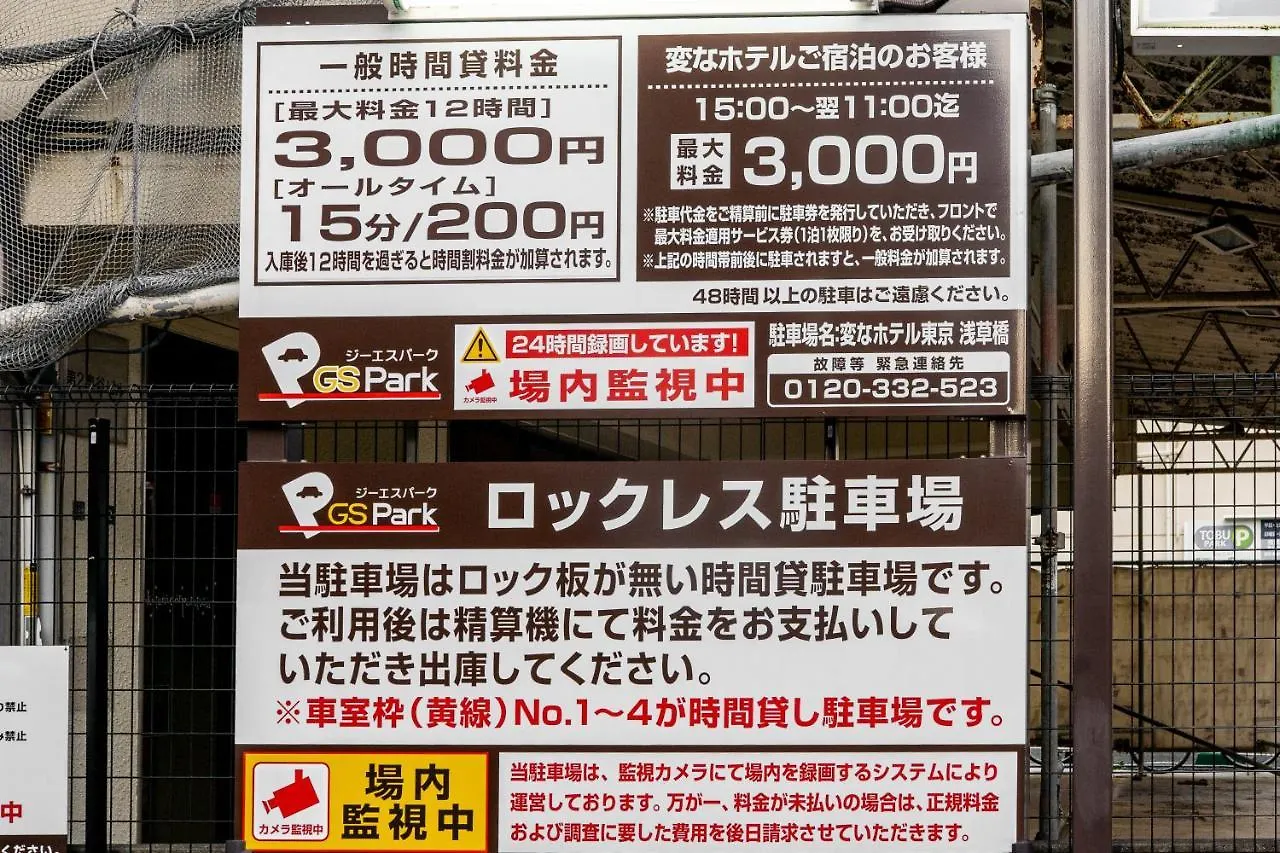 一般時間貸料金
[最大料金12時間]
3,000円
[オールタイム]
15分/200円
入庫後12時間を過ぎると時間割料金が加算されます。
変なホテルご宿泊のお客様
15:00～翌11:00迄
最大料金 3,000円
※駐車代金をご精算前に駐車券を発行していただき、フロントで
最大料金適用サービス券(1泊1枚限り)を、お受け取りください。
※上記の時間帯前後に駐車されますと、一般料金が加算されます。
48時間以上の駐車はご遠慮ください。
ジーエスパーク
GS Park
24時間録画しています!
場内監視中
カメラ監視中
駐車場名:変なホテル東京 浅草橋
故障等 緊急連絡先
0120-332-523
ジーエスパーク
GS Park
ロックレス駐車場
当駐車場はロック板が無い時間貸駐車場です。
ご利用後は精算機にて料金をお支払いして
いただき出庫してください。
※車室枠(黄線)No.1～4が時間貸し駐車場です。
場内
監視中
カメラ監視中
当駐車場は、監視カメラにて場内を録画するシステムにより
運営しております。万が一、料金が未払いの場合は、正規料金
および調査に要した費用を後日請求させていただきます。
TOBU
PARK
P
禁止
禁止
中
ください。